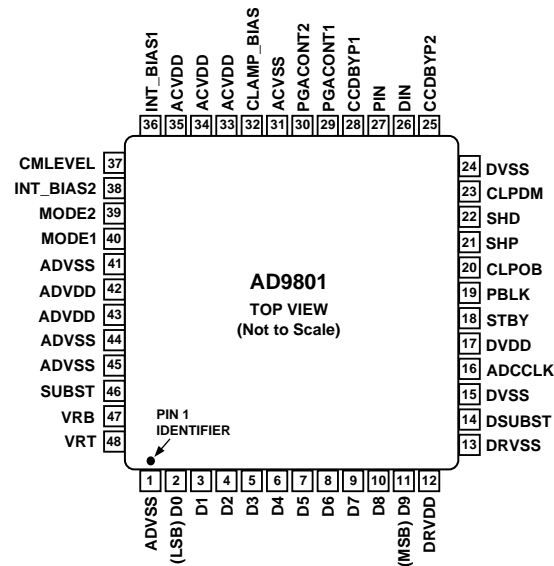 INT_BIAS1
ACVDD
ACVDD
ACVDD
CLAMP_BIAS
ACVSS
PGACONT2
PGACONT1
CCDBYP1
PIN
DIN
CCDBYP2
36 35 34 33 32 31 30 29 28 27 26 25
CMLEVEL 37
INT_BIAS2 38
MODE2 39
MODE1 40
ADVSS 41
ADVDD 42
ADVDD 43
ADVSS 44
ADVSS 45
SUBST 46
VRB 47
VRT 48
AD9801
TOP VIEW
(Not to Scale)
PIN 1
IDENTIFIER
24 DVSS
23 CLPDM
22 SHD
21 SHP
20 CLPOB
19 PBLK
18 STBY
17 DVDD
16 ADCCLK
15 DVSS
14 DSUBST
13 DRVSS
1 2 3 4 5 6 7 8 9 10 11 12
ADVSS
(LSB) D0
D1
D2
D3
D4
D5
D6
D7
D8
(MSB) D9
DRVDD